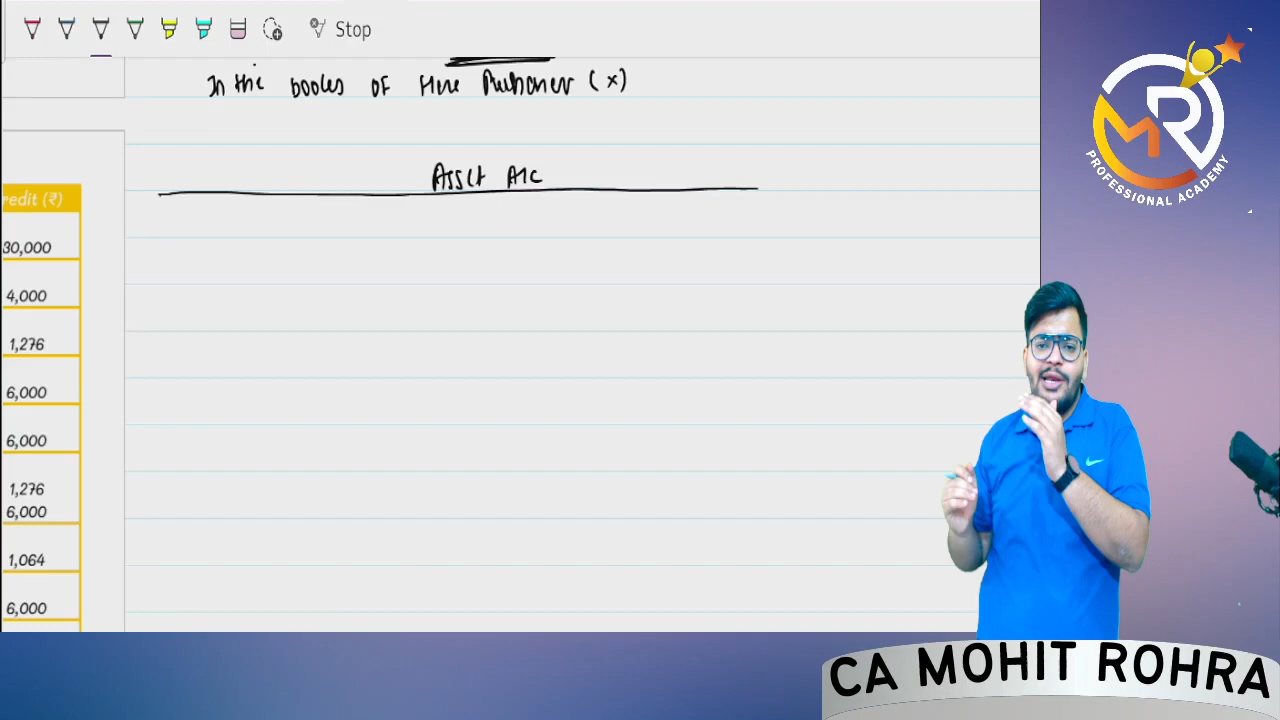 Stop
In the books of Hire Purchaser (x)
Asset A/c
redit (₹)
30,000
4,000
1,276
6,000
6,000
1,276
6,000
1,064
6,000
MR
PROFESSIONAL ACADEMY
CA MOHIT ROHRA